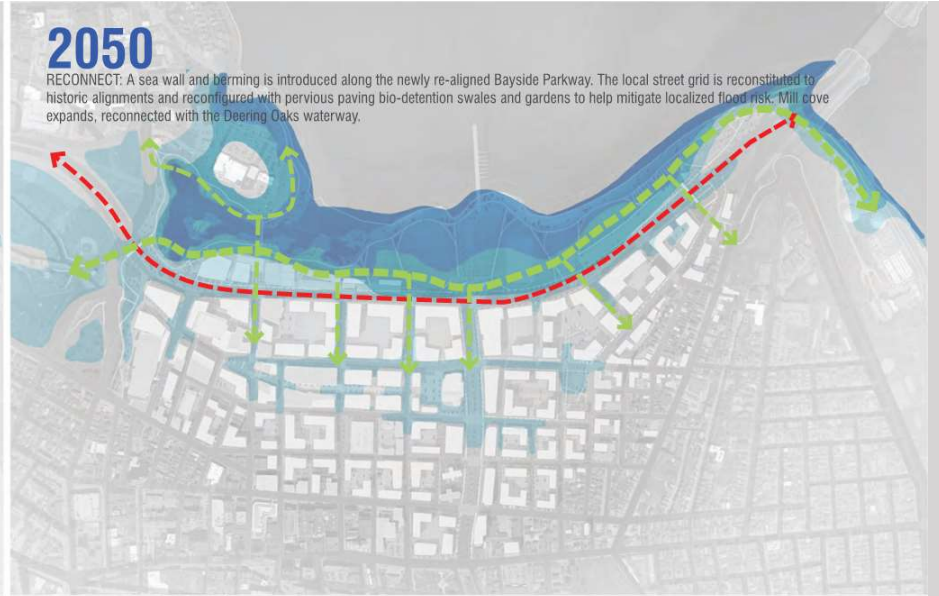 2050
RECONNECT: A sea wall and berming is introduced along the newly re-aligned Bayside Parkway. The local street grid is reconstituted to
historic alignments and reconfigured with pervious paving bio-detention swales and gardens to help mitigate localized flood risk. Mill cove
expands, reconnected with the Deering Oaks waterway.